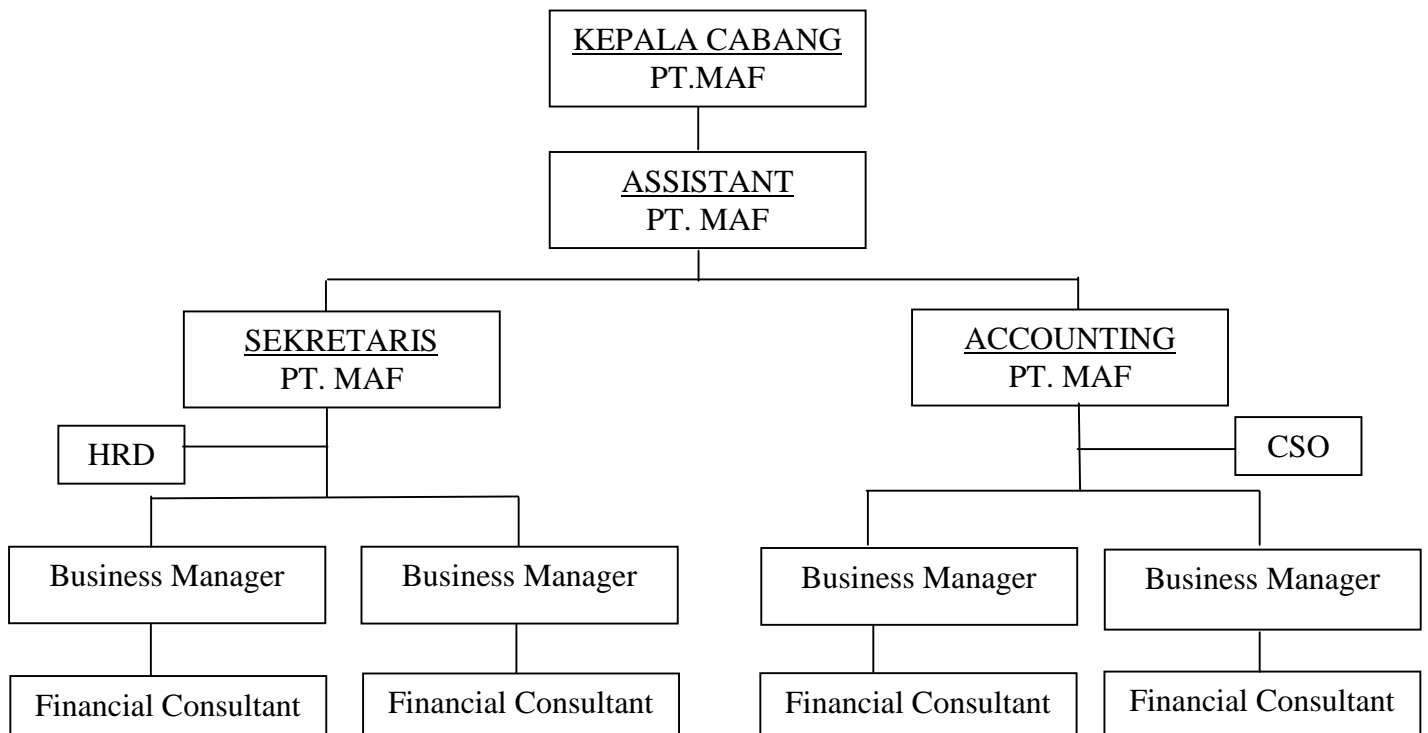 KEPALA CABANG
PT.MAF
ASSISTANT
PT. MAF
SEKRETARIS
PT. MAF
ACCOUNTING
PT. MAF
HRD
CSO
Business Manager
Business Manager
Business Manager
Business Manager
Financial Consultant
Financial Consultant
Financial Consultant
Financial Consultant